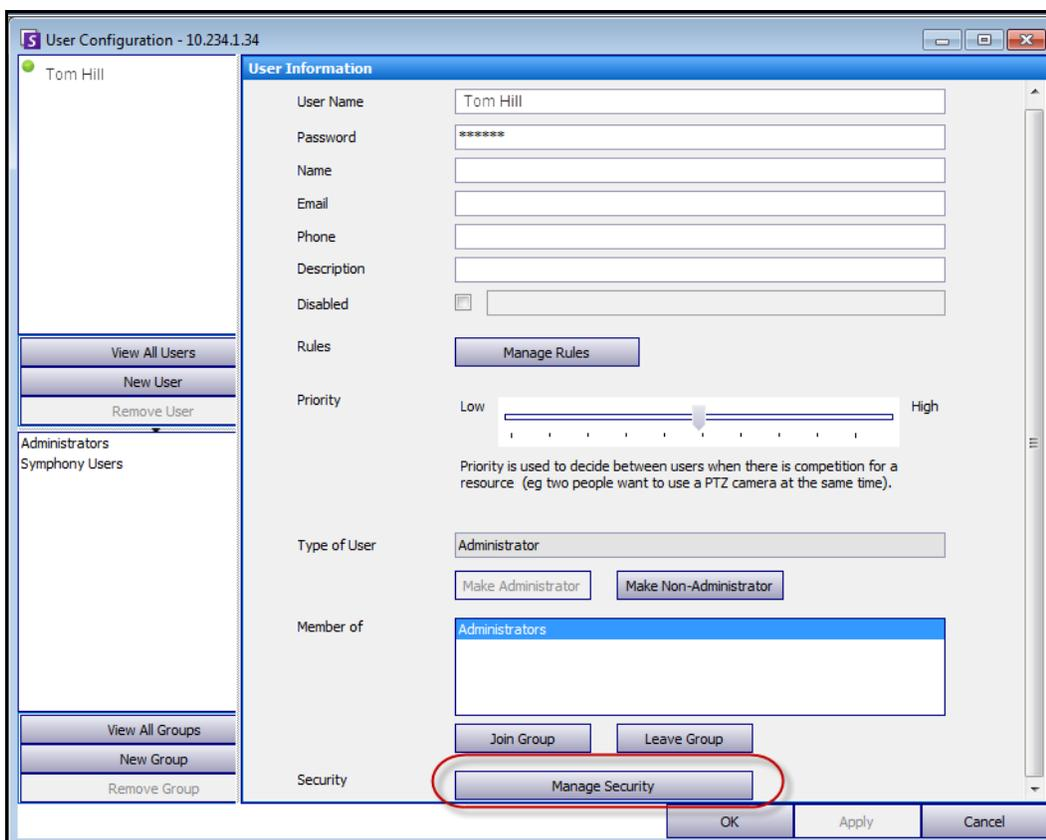 User Configuration - 10.234.1.34
Tom Hill
View All Users
New User
Remove User
Administrators
Symphony Users
View All Groups
New Group
Remove Group
User Information
User Name Tom Hill
Password ******
Name
Email
Phone
Description
Disabled
Rules Manage Rules
Priority Low High
Priority is used to decide between users when there is competition for a
resource (eg two people want to use a PTZ camera at the same time).
Type of User Administrator
Make Administrator Make Non-Administrator
Member of Administrators
Join Group Leave Group
Security Manage Security
OK Apply Cancel